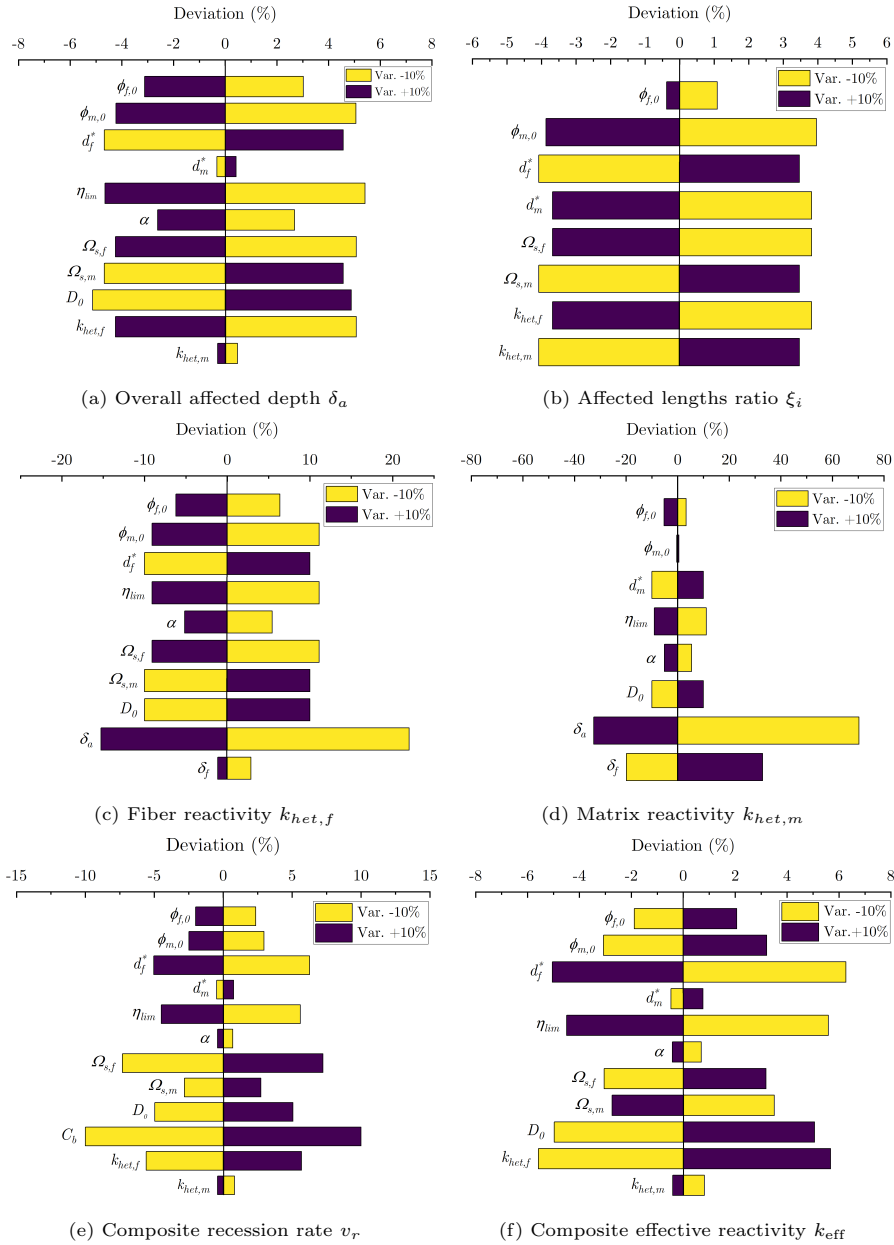 Deviation (%)
-8 -6 -4 -2 0 2 4 6 8
Var. -10%
Var. +10%
ϕf,0
ϕm,0
d*f
d*m
ηlim
α
Ωs,f
Ωs,m
D0
khet,f
khet,m
(a) Overall affected depth δa
Deviation (%)
-6 -5 -4 -3 -2 -1 0 1 2 3 4 5 6
Var. -10%
Var. +10%
ϕf,0
ϕm,0
d*f
d*m
Ωs,f
Ωs,m
khet,f
khet,m
(b) Affected lengths ratio ξi
Deviation (%)
-20 -10 0 10 20
Var. -10%
Var. +10%
ϕf,0
ϕm,0
d*f
ηlim
α
Ωs,f
Ωs,m
D0
δa
δf
(c) Fiber reactivity khet,f
Deviation (%)
-80 -60 -40 -20 0 20 40 60 80
Var. -10%
Var. +10%
ϕf,0
ϕm,0
d*m
ηlim
α
D0
δa
δf
(d) Matrix reactivity khet,m
Deviation (%)
-15 -10 -5 0 5 10 15
Var. -10%
Var. +10%
ϕf,0
ϕm,0
d*f
d*m
ηlim
α
Ωs,f
Ωs,m
D0
Cb
khet,f
khet,m
(e) Composite recession rate vr
Deviation (%)
-8 -6 -4 -2 0 2 4 6 8
Var. -10%
Var.+10%
ϕf,0
ϕm,0
d*f
d*m
ηlim
α
Ωs,f
Ωs,m
D0
khet,f
khet,m
(f) Composite effective reactivity keff